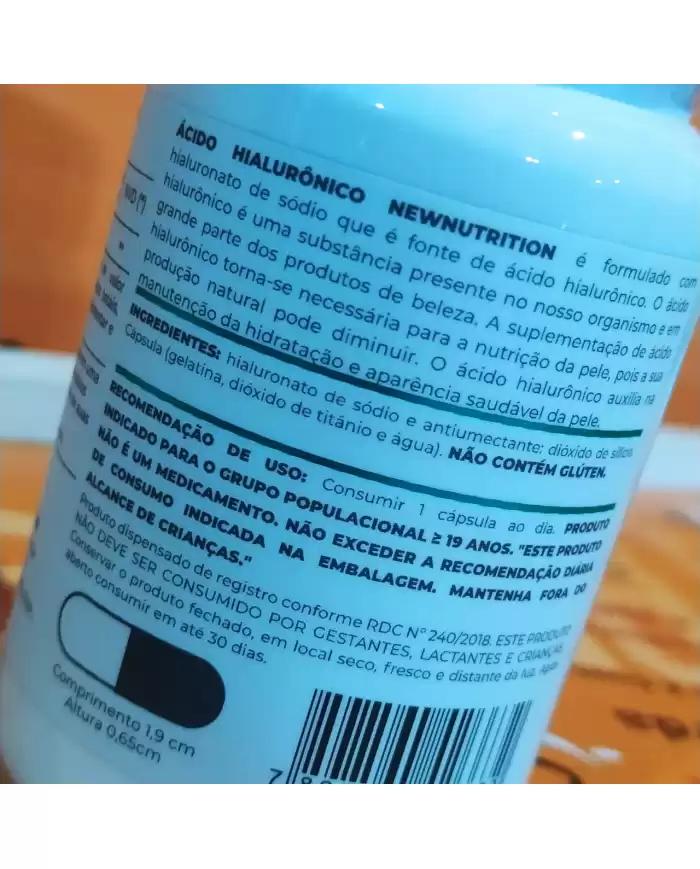 ÁCIDO HIALURÔNICO NEWNUTRITION é formulado com
hialuronato de sódio que é fonte de ácido hialurônico. O ácido
hialurônico é uma substância presente no nosso organismo e em
grande parte dos produtos de beleza. A suplementação de ácido
hialurônico torna-se necessária para a nutrição da pele, pois a sua
produção natural pode diminuir. O ácido hialurônico auxilia na
manutenção da hidratação e aparência saudável da pele.
INGREDIENTES: hialuronato de sódio e antiumectante: dióxido de silício.
Cápsula (gelatina, dióxido de titânio e água). NÃO CONTÉM GLÚTEN.
RECOMENDAÇÃO DE USO: Consumir 1 cápsula ao dia. PRODUTO
INDICADO PARA O GRUPO POPULACIONAL ≥ 19 ANOS. "ESTE PRODUTO
NÃO É UM MEDICAMENTO. NÃO EXCEDER A RECOMENDAÇÃO DIÁRIA
DE CONSUMO INDICADA NA EMBALAGEM. MANTENHA FORA DO
ALCANCE DE CRIANÇAS."
Produto dispensado de registro conforme RDC Nº 240/2018. ESTE PRODUTO
NÃO DEVE SER CONSUMIDO POR GESTANTES, LACTANTES E CRIANÇAS.
Conservar o produto fechado, em local seco, fresco e distante da luz. Após
aberto consumir em até 30 dias.
Comprimento 1,9 cm
Altura 0,65cm
VD (*)
valor
7